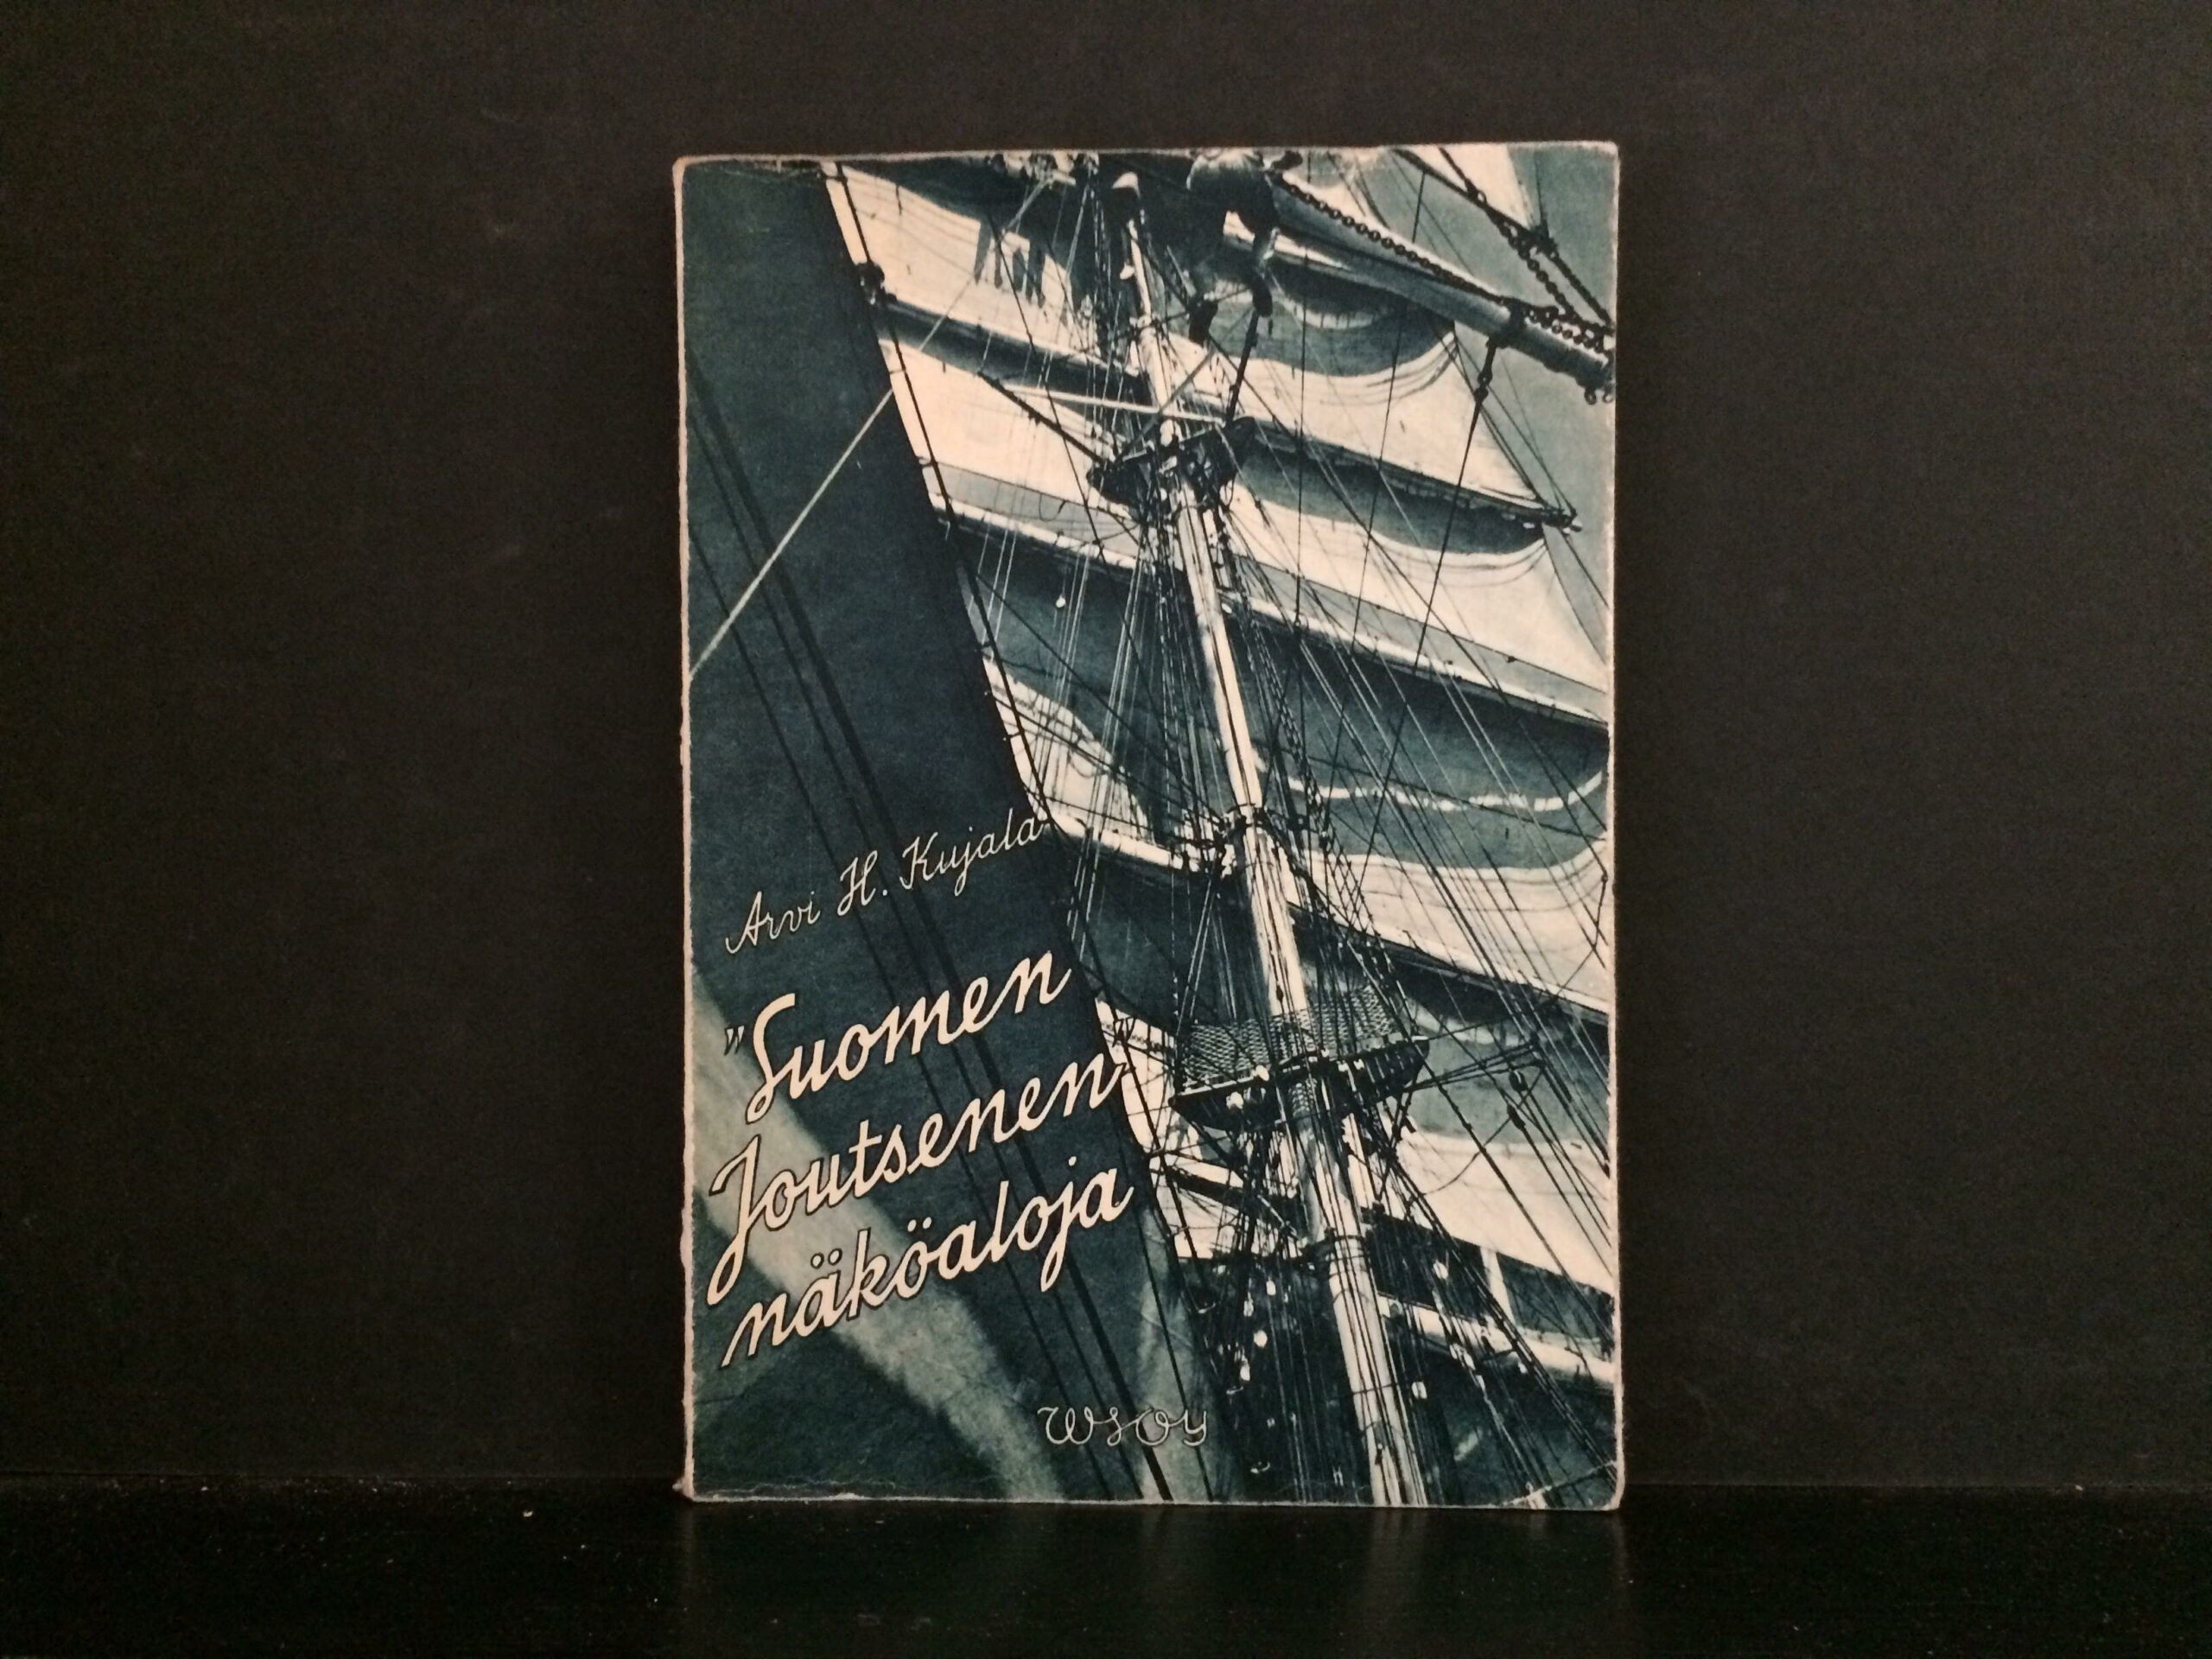 Arvi H. Kujala
"Suomen
Joutsenen"
näköaloja
WSOY